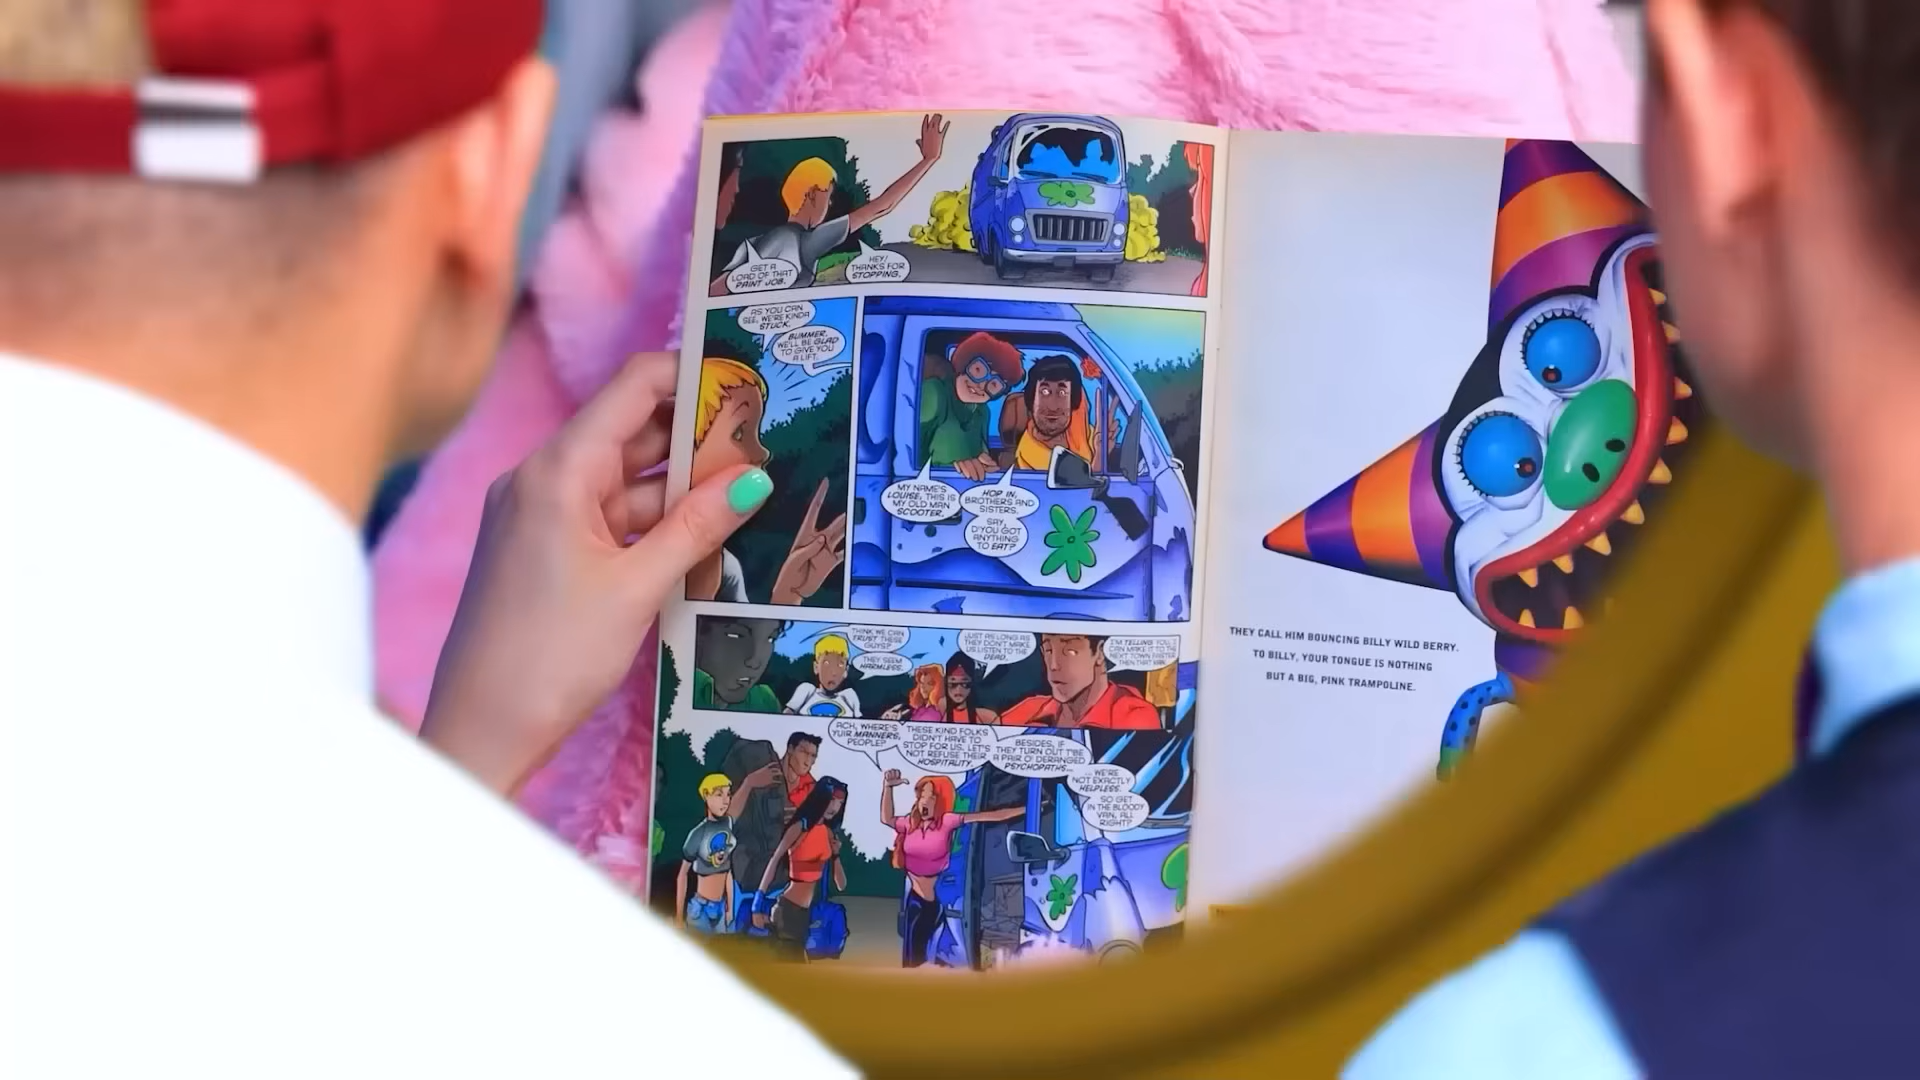 GET A
LOAD OF THAT
PAINT JOB.
HEY!
THANKS FOR
STOPPING.
AS YOU CAN
SEE, WE'RE KINDA
STUCK.
BUMMER.
WE'LL BE GLAD
TO GIVE YOU
A LIFT.
MY NAME'S
LOUISE, THIS IS
MY OLD MAN
SCOOTER.
HOP IN,
BROTHERS AND
SISTERS.
SAY,
D'YOU GOT
ANYTHING
TO EAT?
THINK WE CAN
TRUST THESE
GUYS?
THEY SEEM
HARMLESS.
JUST AS LONG AS
THEY DON'T MAKE
US LISTEN TO THE
DEAD.
I'M TELLING YOU, I
CAN MAKE IT TO THE
NEXT TOWN FASTER
THEN THAT VAN.
ACH, WHERE'S
YUIR MANNERS,
PEOPLE?
THESE KIND FOLKS
DIDN'T HAVE TO
STOP FOR US. LET'S
NOT REFUSE THEIR
HOSPITALITY.
BESIDES, IF
THEY TURN OUT T'BE
A PAIR O' DERANGED
PSYCHOPATHS...
... WE'RE
NOT EXACTLY
HELPLESS.
SO GET
IN THE BLOODY
VAN, ALL
RIGHT?
THEY CALL HIM BOUNCING BILLY WILD BERRY.
TO BILLY, YOUR TONGUE IS NOTHING
BUT A BIG, PINK TRAMPOLINE.